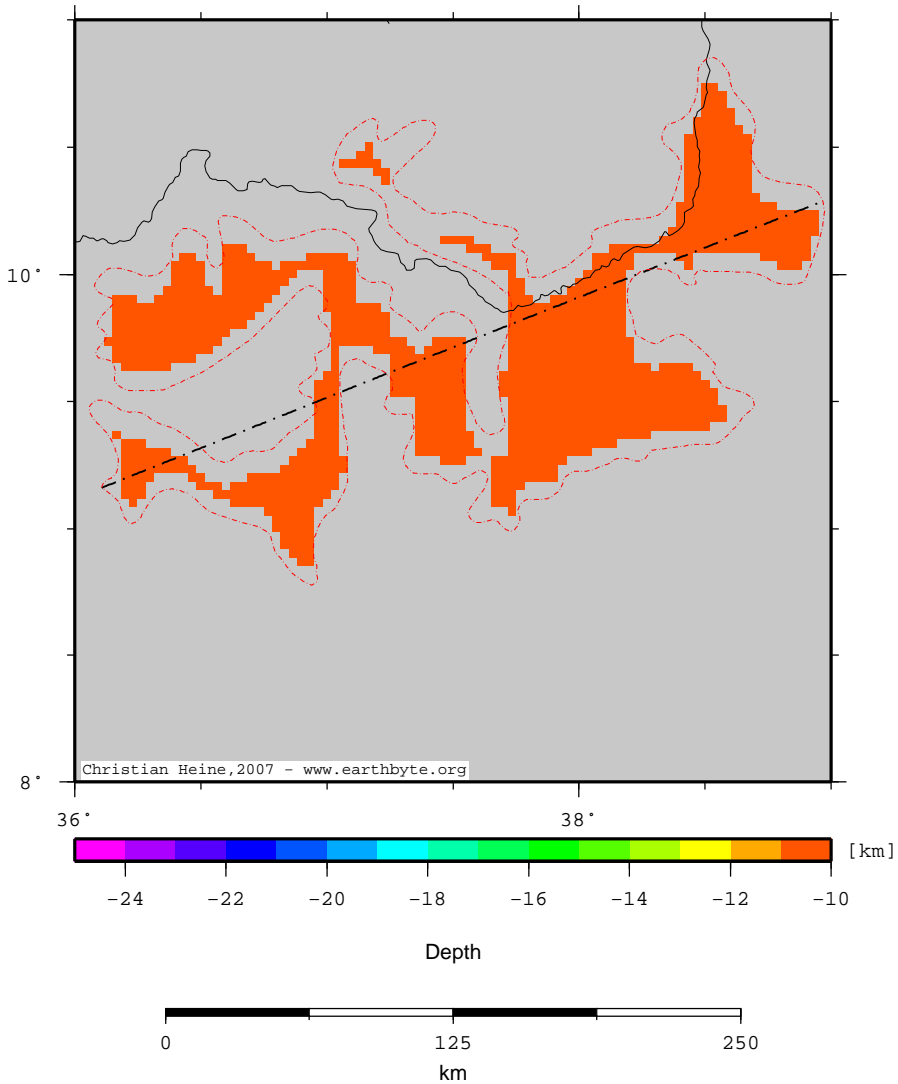 10°
8°
Christian Heine,2007 - www.earthbyte.org
36° 38°
[km]
-24 -22 -20 -18 -16 -14 -12 -10
Depth
0 125 250
km